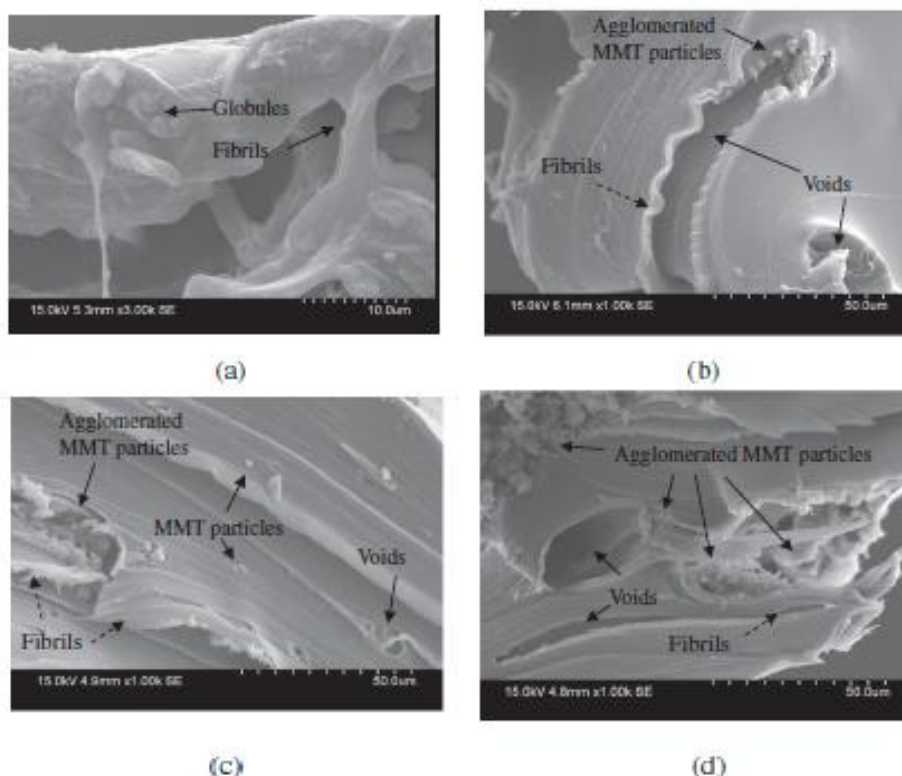 Globules
Fibrils
15.0kV 5.3mm x3.00k SE
10.0um
(a)
Agglomerated
MMT particles
Fibrils
Voids
15.0kV 6.1mm x1.00k SE
50.0um
(b)
Agglomerated
MMT particles
MMT particles
Voids
Fibrils
15.0kV 4.9mm x1.00k SE
50.0um
(c)
Agglomerated MMT particles
Voids
Fibrils
15.0kV 4.8mm x1.00k SE
50.0um
(d)